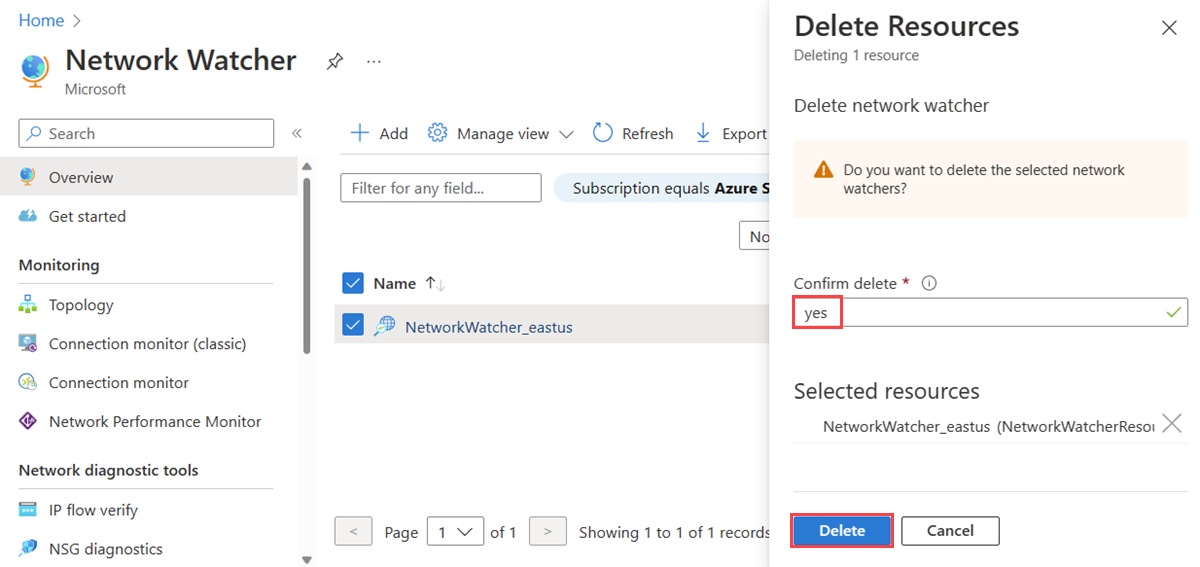 Home
Network Watcher
...
Microsoft
Search
Overview
Get started
Monitoring
Topology
Connection monitor (classic)
Connection monitor
Network Performance Monitor
Network diagnostic tools
IP flow verify
NSG diagnostics
Add Manage view Refresh Export
Filter for any field... Subscription equals Azure S
No
Name
NetworkWatcher_eastus
< Page 1 of 1 > Showing 1 to 1 of 1 records
Delete Resources
Deleting 1 resource
Delete network watcher
Do you want to delete the selected network
watchers?
Confirm delete *
yes
Selected resources
NetworkWatcher_eastus (NetworkWatcherResou
Delete Cancel